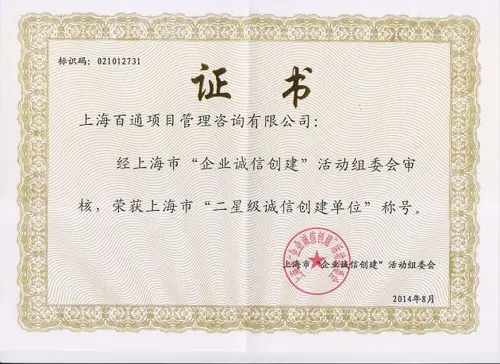 标识码：021012731
证书
上海百通项目管理咨询有限公司：
经上海市“企业诚信创建”活动组委会审
核，荣获上海市“二星级诚信创建单位”称号。
上海市“企业诚信创建”活动组委会
2014年8月